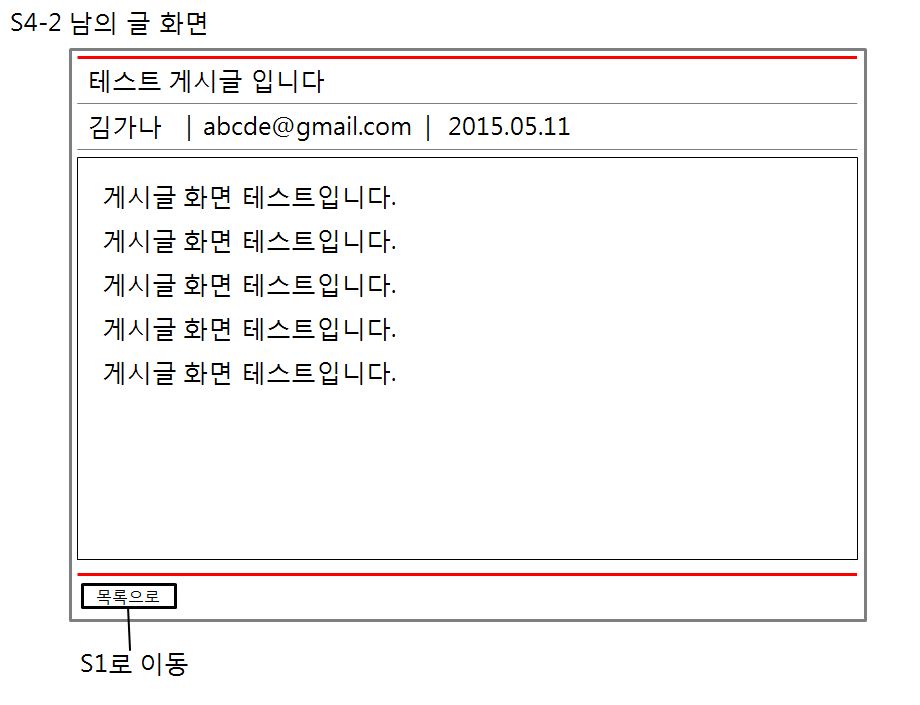 S4-2 남의 글 화면
테스트 게시글 입니다
김가나 | abcde@gmail.com | 2015.05.11
게시글 화면 테스트입니다.
게시글 화면 테스트입니다.
게시글 화면 테스트입니다.
게시글 화면 테스트입니다.
게시글 화면 테스트입니다.
목록으로
S1로 이동